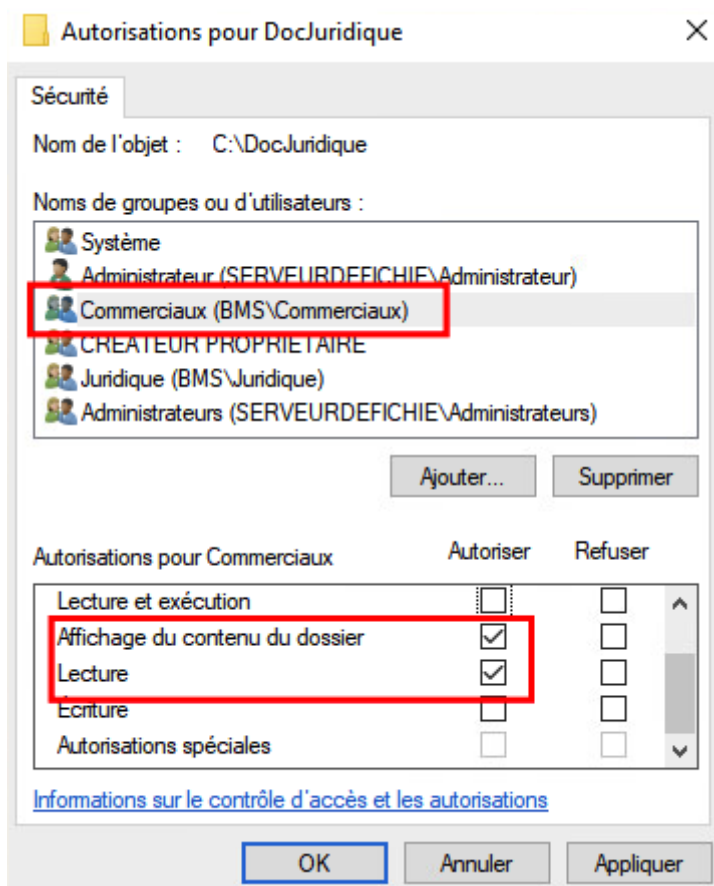 Autorisations pour DocJuridique
Sécurité
Nom de l'objet : C:\DocJuridique
Noms de groupes ou d'utilisateurs :
Système
Administrateur (SERVEURDEFICHIE\Administrateur)
Commerciaux (BMS\Commerciaux)
CREATEUR PROPRIETAIRE
Juridique (BMS\Juridique)
Administrateurs (SERVEURDEFICHIE\Administrateurs)
Ajouter... Supprimer
Autorisations pour Commerciaux Autoriser Refuser
Lecture et exécution
Affichage du contenu du dossier
Lecture
Écriture
Autorisations spéciales
Informations sur le contrôle d'accès et les autorisations
OK Annuler Appliquer